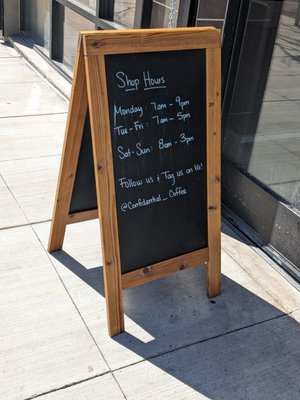 Shop Hours
Monday: 7am - 9pm
Tue - Fri: 7am - 5pm
Sat - Sun: 8am - 3pm
Follow us & Tag us on IG!
@Confidential_Coffee